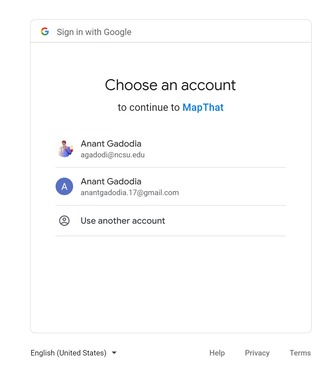 Sign in with Google
Choose an account
to continue to MapThat
Anant Gadodia
agadodi@ncsu.edu
A
Anant Gadodia
anantgadodia.17@gmail.com
Use another account
English (United States)
Help
Privacy
Terms